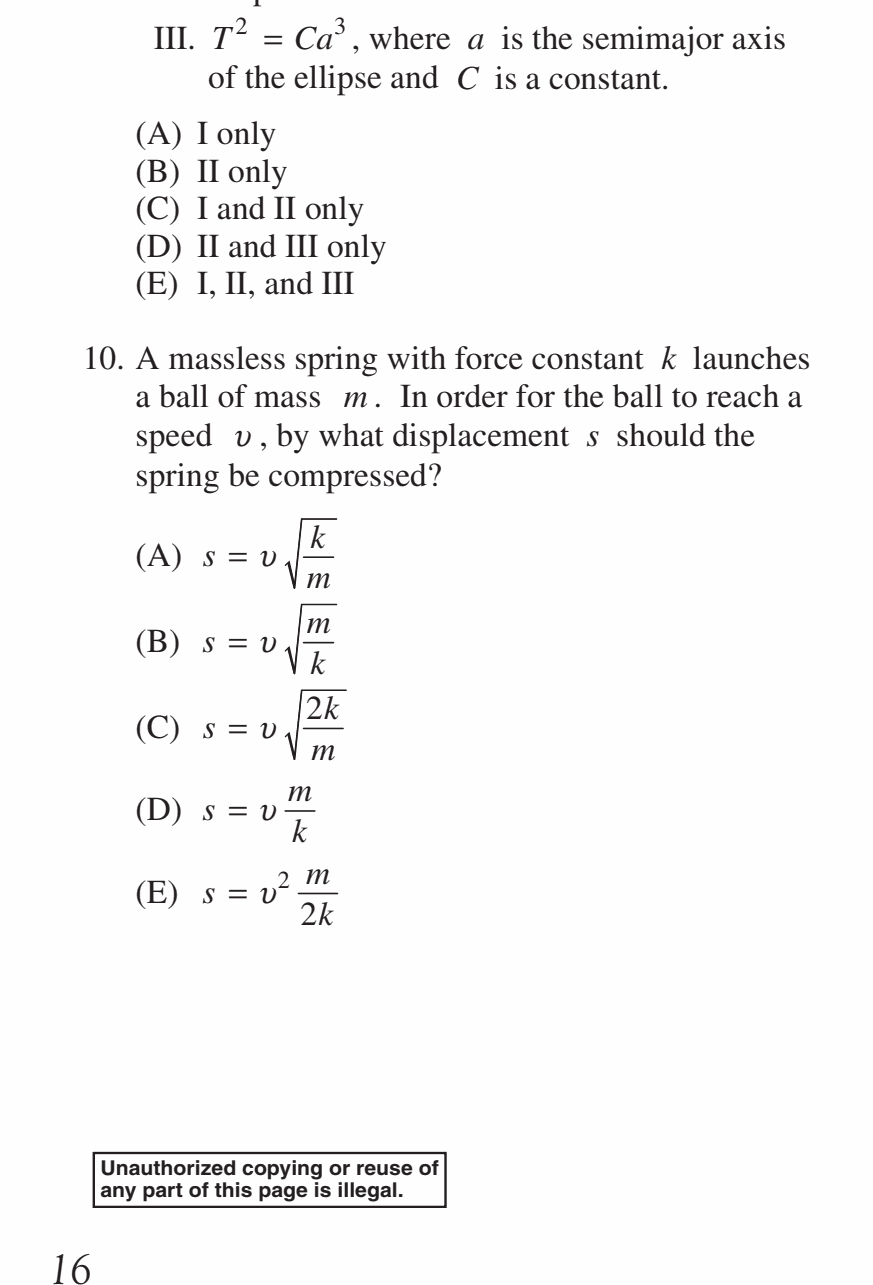 III. T² = Ca³, where a is the semimajor axis
of the ellipse and C is a constant.
(A) I only
(B) II only
(C) I and II only
(D) II and III only
(E) I, II, and III
10. A massless spring with force constant k launches
a ball of mass m. In order for the ball to reach a
speed υ, by what displacement s should the
spring be compressed?
(A) s = υ√(k/m)
(B) s = υ√(m/k)
(C) s = υ√(2k/m)
(D) s = υ m/k
(E) s = υ² m/2k
Unauthorized copying or reuse of
any part of this page is illegal.
16